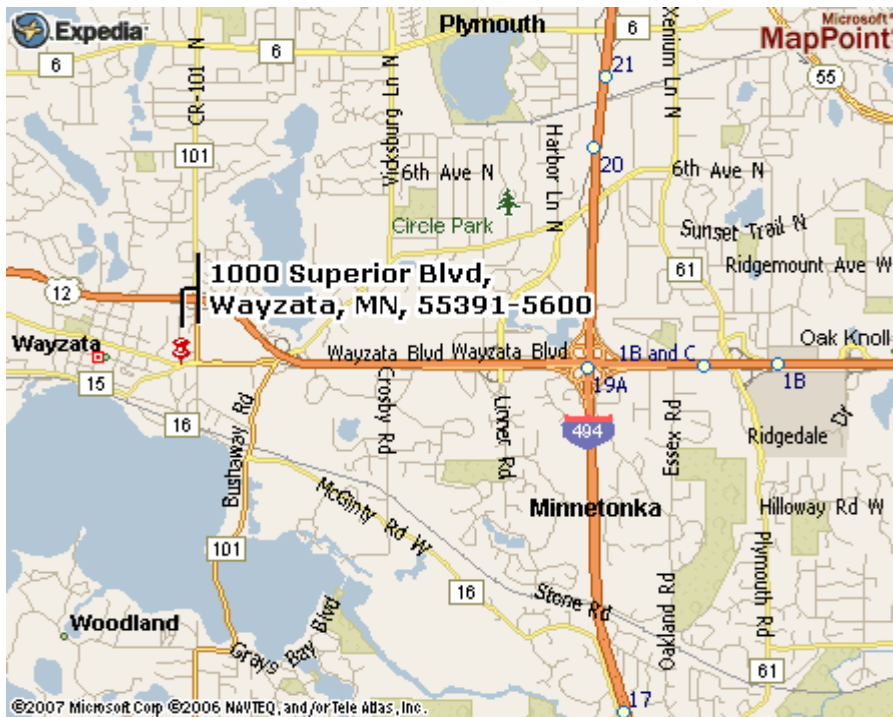 Expedia
Plymouth
Microsoft®
MapPoint
6
6
6
21
55
CR-101 N
Vicksburg Ln N
Xenium Ln N
Harbor Ln N
101
20
6th Ave N
6th Ave N
Circle Park
Sunset Trail N
61
Ridgemount Ave W
12
1000 Superior Blvd,
Wayzata, MN, 55391-5600
Wayzata
Wayzata Blvd
Wayzata Blvd
1B and C
Oak Knoll
15
19A
1B
16
Bushaway Rd
Crosby Rd
Linner Rd
494
Essex Rd
Ridgedale Dr
McGinty Rd W
Minnetonka
Hilloway Rd W
101
16
Stone Rd
Oakland Rd
Plymouth Rd
Woodland
Grays Bay Blvd
61
17
©2007 Microsoft Corp ©2006 NAVTEQ, and/or Tele Atlas, Inc.